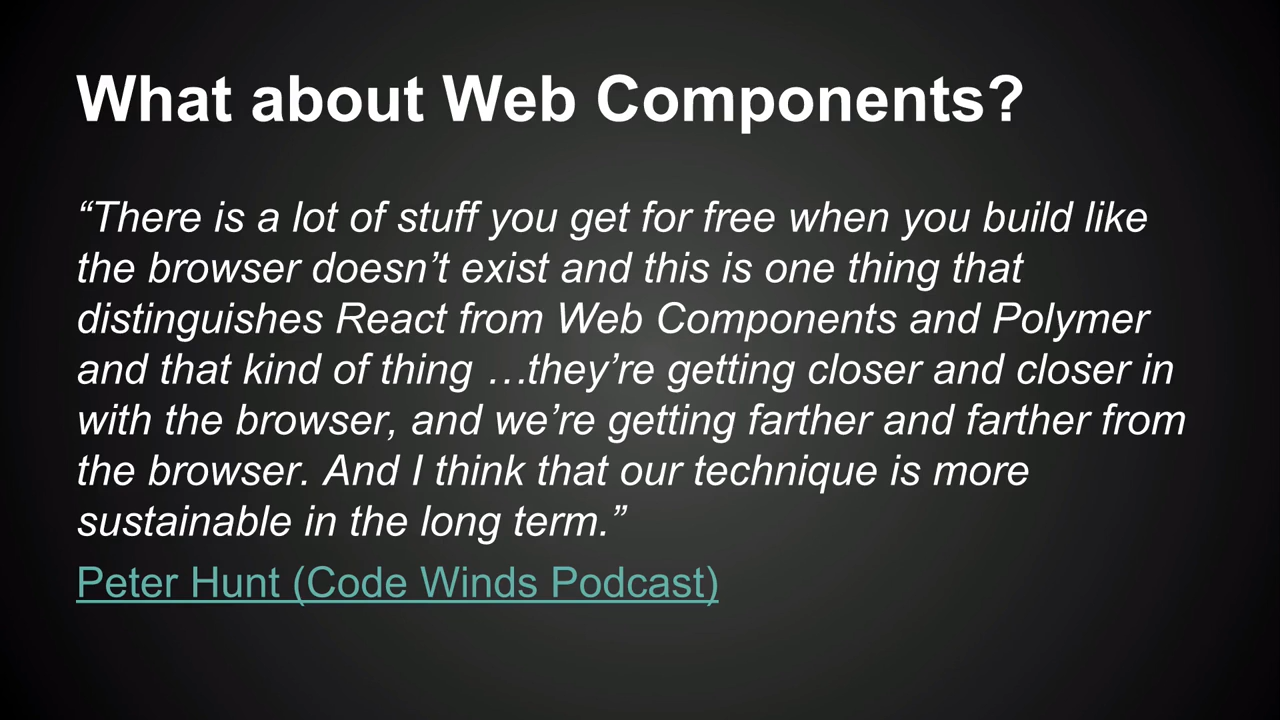 What about Web Components?
“There is a lot of stuff you get for free when you build like
the browser doesn’t exist and this is one thing that
distinguishes React from Web Components and Polymer
and that kind of thing …they’re getting closer and closer in
with the browser, and we’re getting farther and farther from
the browser. And I think that our technique is more
sustainable in the long term.”
Peter Hunt (Code Winds Podcast)